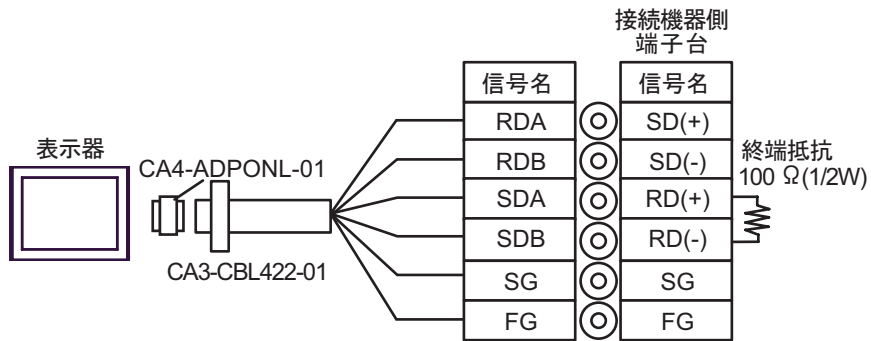 接続機器側
端子台
信号名
信号名
RDA
SD(+)
RDB
SD(-)
SDA
RD(+)
SDB
RD(-)
SG
SG
FG
FG
表示器
CA4-ADPONL-01
CA3-CBL422-01
終端抵抗
100 Ω(1/2W)